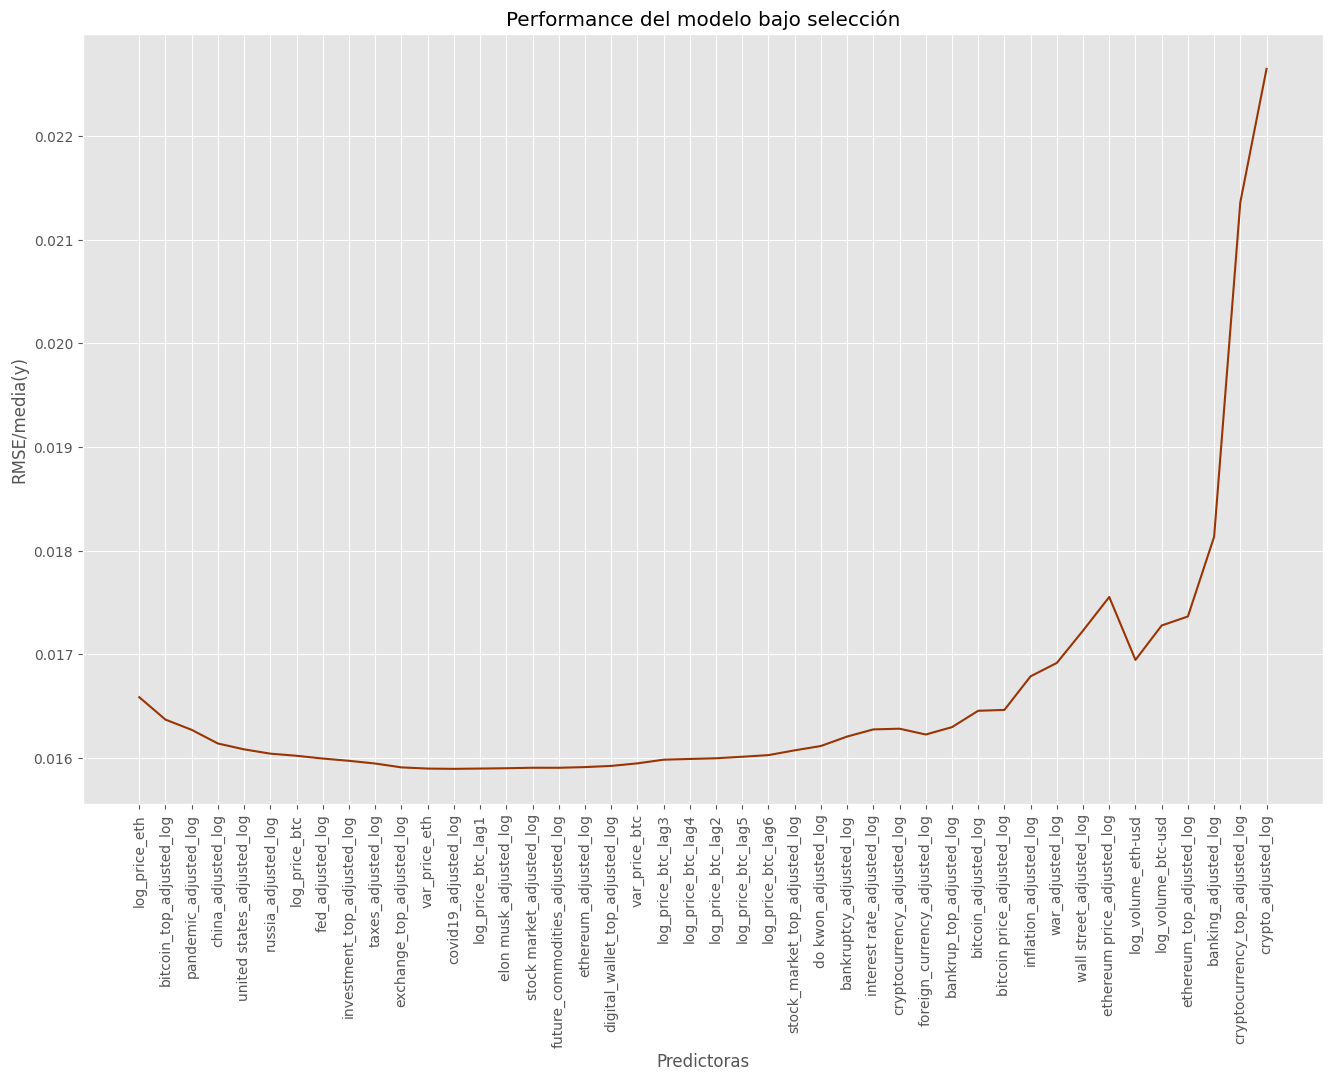 Performance del modelo bajo selección
RMSE/media(y)
0.022
0.021
0.020
0.019
0.018
0.017
0.016
log_price_eth
bitcoin_top_adjusted_log
pandemic_adjusted_log
china_adjusted_log
united states_adjusted_log
russia_adjusted_log
log_price_btc
fed_adjusted_log
investment_top_adjusted_log
taxes_adjusted_log
exchange_top_adjusted_log
var_price_eth
covid19_adjusted_log
log_price_btc_lag1
elon musk_adjusted_log
stock market_adjusted_log
future_commodities_adjusted_log
ethereum_adjusted_log
digital_wallet_top_adjusted_log
var_price_btc
log_price_btc_lag3
log_price_btc_lag4
log_price_btc_lag2
log_price_btc_lag5
log_price_btc_lag6
stock_market_top_adjusted_log
do kwon_adjusted_log
bankruptcy_adjusted_log
interest rate_adjusted_log
cryptocurrency_adjusted_log
foreign_currency_adjusted_log
bankrup_top_adjusted_log
bitcoin_adjusted_log
bitcoin price_adjusted_log
inflation_adjusted_log
war_adjusted_log
wall street_adjusted_log
ethereum price_adjusted_log
log_volume_eth-usd
log_volume_btc-usd
ethereum_top_adjusted_log
banking_adjusted_log
cryptocurrency_top_adjusted_log
crypto_adjusted_log
Predictoras